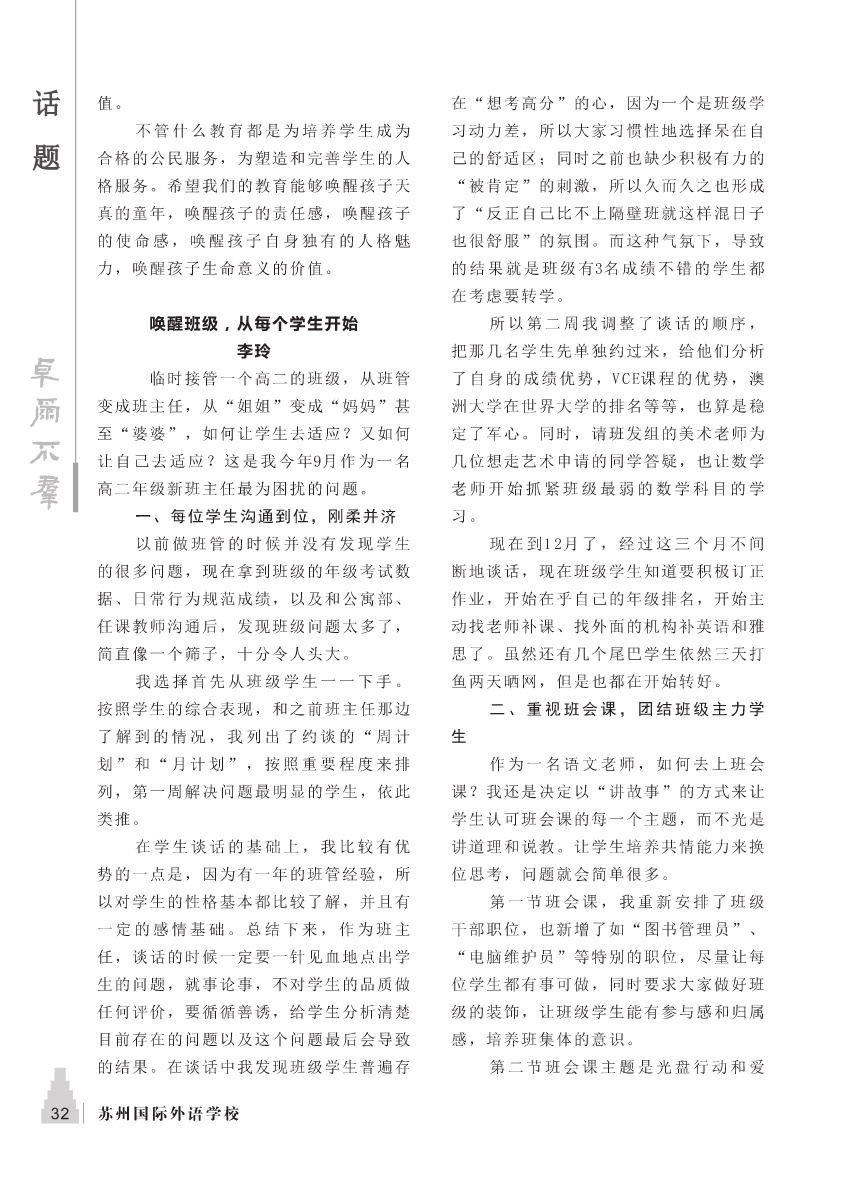 话
题
卓尔不群
值。
不管什么教育都是为培养学生成为
合格的公民服务，为塑造和完善学生的人
格服务。希望我们的教育能够唤醒孩子天
真的童年，唤醒孩子的责任感，唤醒孩子
的使命感，唤醒孩子自身独有的人格魅
力，唤醒孩子生命意义的价值。
唤醒班级，从每个学生开始
李玲
临时接管一个高二的班级，从班管
变成班主任，从“姐姐”变成“妈妈”甚
至“婆婆”，如何让学生去适应？又如何
让自己去适应？这是我今年9月作为一名
高二年级新班主任最为困扰的问题。
一、每位学生沟通到位，刚柔并济
以前做班管的时候并没有发现学生
的很多问题，现在拿到班级的年级考试数
据、日常行为规范成绩，以及和公寓部、
任课教师沟通后，发现班级问题太多了，
简直像一个筛子，十分令人头大。
我选择首先从班级学生一一下手。
按照学生的综合表现，和之前班主任那边
了解到的情况，我列出了约谈的“周计
划”和“月计划”，按照重要程度来排
列，第一周解决问题最明显的学生，依此
类推。
在学生谈话的基础上，我比较有优
势的一点是，因为有一年的班管经验，所
以对学生的性格基本都比较了解，并且有
一定的感情基础。总结下来，作为班主
任，谈话的时候一定要一针见血地点出学
生的问题，就事论事，不对学生的品质做
任何评价，要循循善诱，给学生分析清楚
目前存在的问题以及这个问题最后会导致
的结果。在谈话中我发现班级学生普遍存
在“想考高分”的心，因为一个是班级学
习动力差，所以大家习惯性地选择呆在自
己的舒适区；同时之前也缺少积极有力的
“被肯定”的刺激，所以久而久之也形成
了“反正自己比不上隔壁班就这样混日子
也很舒服”的氛围。而这种气氛下，导致
的结果就是班级有3名成绩不错的学生都
在考虑要转学。
所以第二周我调整了谈话的顺序，
把那几名学生先单独约过来，给他们分析
了自身的成绩优势，VCE课程的优势，澳
洲大学在世界大学的排名等等，也算是稳
定了军心。同时，请班发组的美术老师为
几位想走艺术申请的同学答疑，也让数学
老师开始抓紧班级最弱的数学科目的学
习。
现在到12月了，经过这三个月不间
断地谈话，现在班级学生知道要积极订正
作业，开始在乎自己的年级排名，开始主
动找老师补课、找外面的机构补英语和雅
思了。虽然还有几个尾巴学生依然三天打
鱼两天晒网，但是也都在开始转好。
二、重视班会课，团结班级主力学
生
作为一名语文老师，如何去上班会
课？我还是决定以“讲故事”的方式来让
学生认可班会课的每一个主题，而不光是
讲道理和说教。让学生培养共情能力来换
位思考，问题就会简单很多。
第一节班会课，我重新安排了班级
干部职位，也新增了如“图书管理员”、
“电脑维护员”等特别的职位，尽量让每
位学生都有事可做，同时要求大家做好班
级的装饰，让班级学生能有参与感和归属
感，培养班集体的意识。
第二节班会课主题是光盘行动和爱
32 苏州国际外语学校